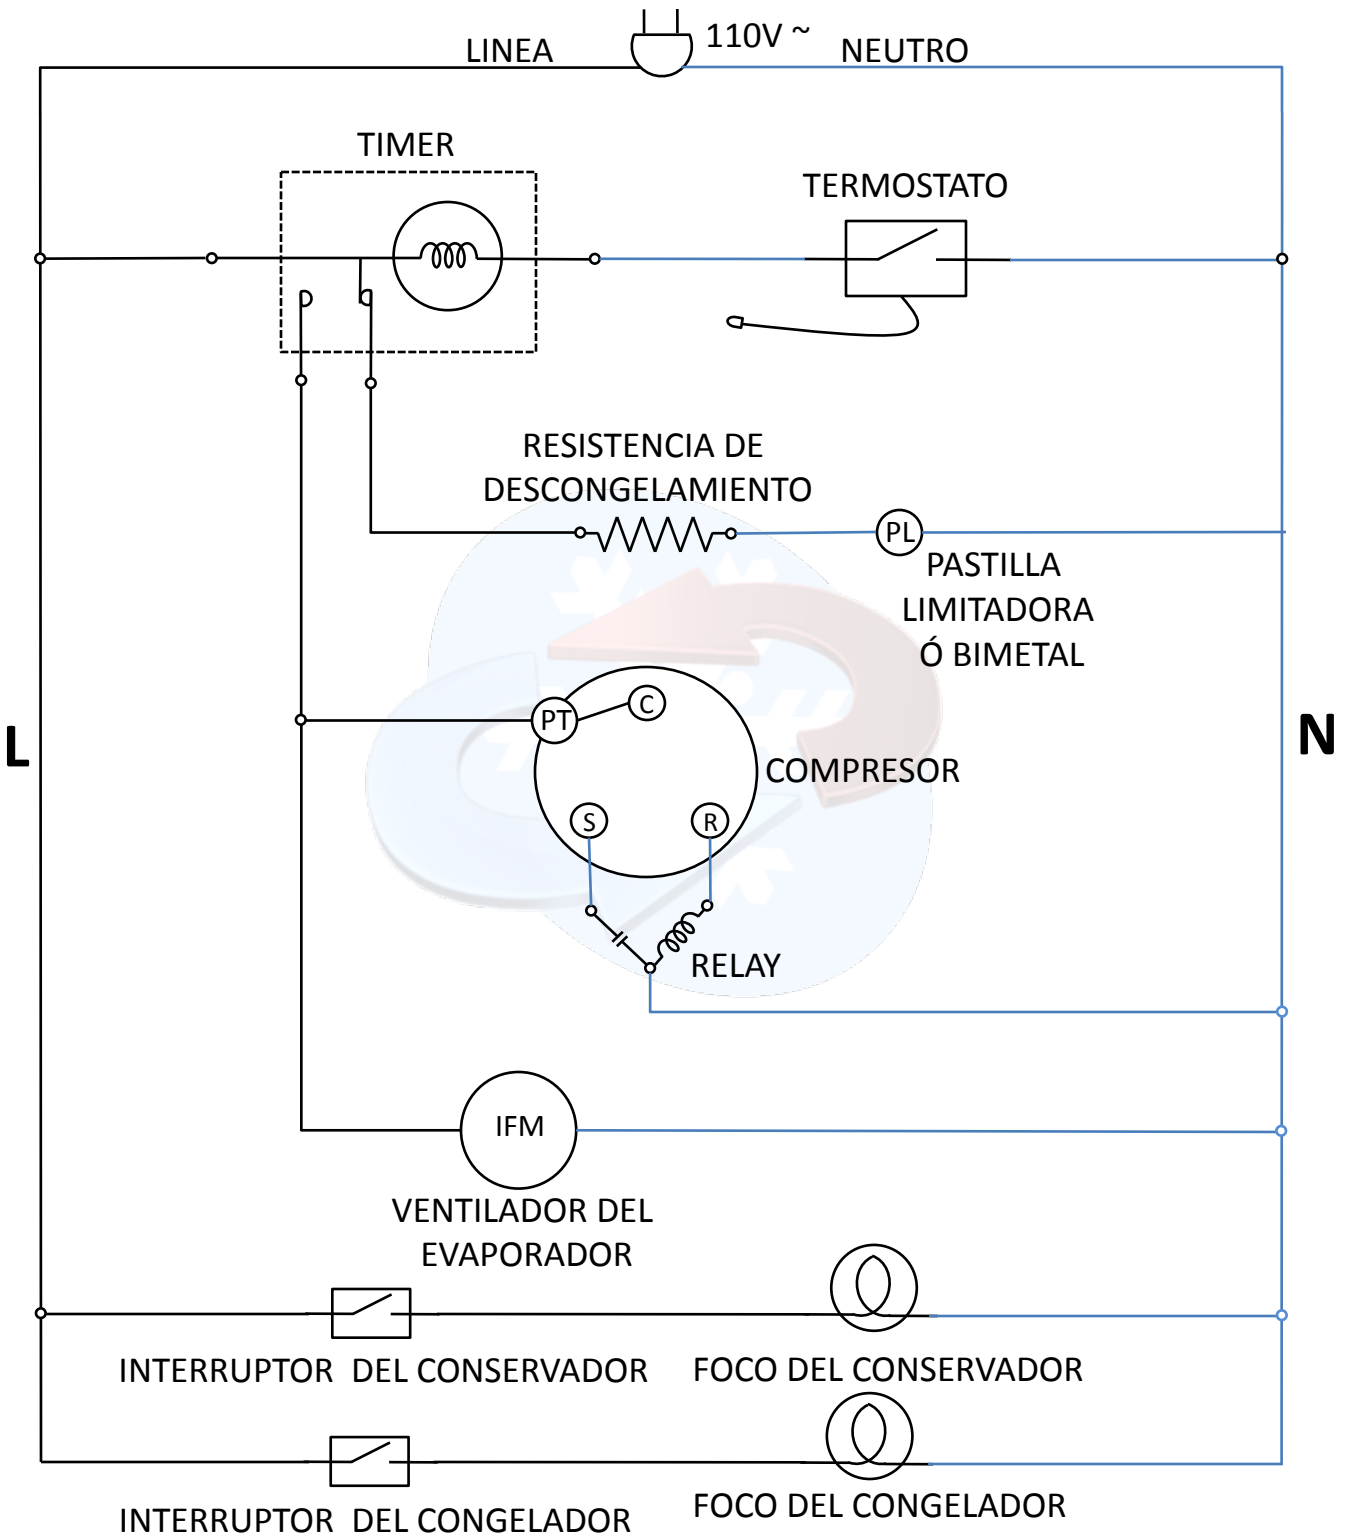 LINEA
110V ~
NEUTRO
TIMER
TERMOSTATO
RESISTENCIA DE
DESCONGELAMIENTO
PL
PASTILLA
LIMITADORA
Ó BIMETAL
PT
C
L
N
COMPRESOR
S
R
RELAY
IFM
VENTILADOR DEL
EVAPORADOR
INTERRUPTOR DEL CONSERVADOR
FOCO DEL CONSERVADOR
INTERRUPTOR DEL CONGELADOR
FOCO DEL CONGELADOR